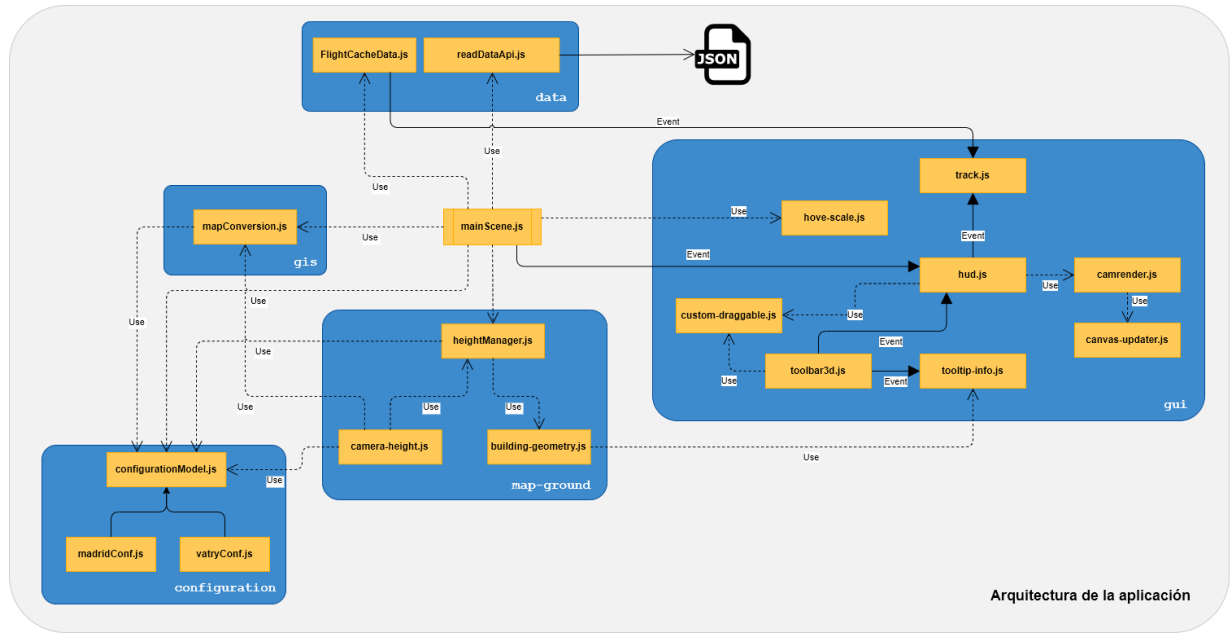 FlightCacheData.js
readDataApi.js
JSON
data
Event
Use
Use
track.js
mapConversion.js
gis
Use
mainScene.js
Use
hove-scale.js
Event
Event
hud.js
Use
camrender.js
Use
Use
Use
custom-draggable.js
Use
canvas-updater.js
heightManager.js
Use
Event
Use
toolbar3d.js
Event
tooltip-info.js
gui
Use
Use
Use
camera-height.js
building-geometry.js
Use
map-ground
configurationModel.js
Use
madridConf.js
vatryConf.js
configuration
Arquitectura de la aplicación